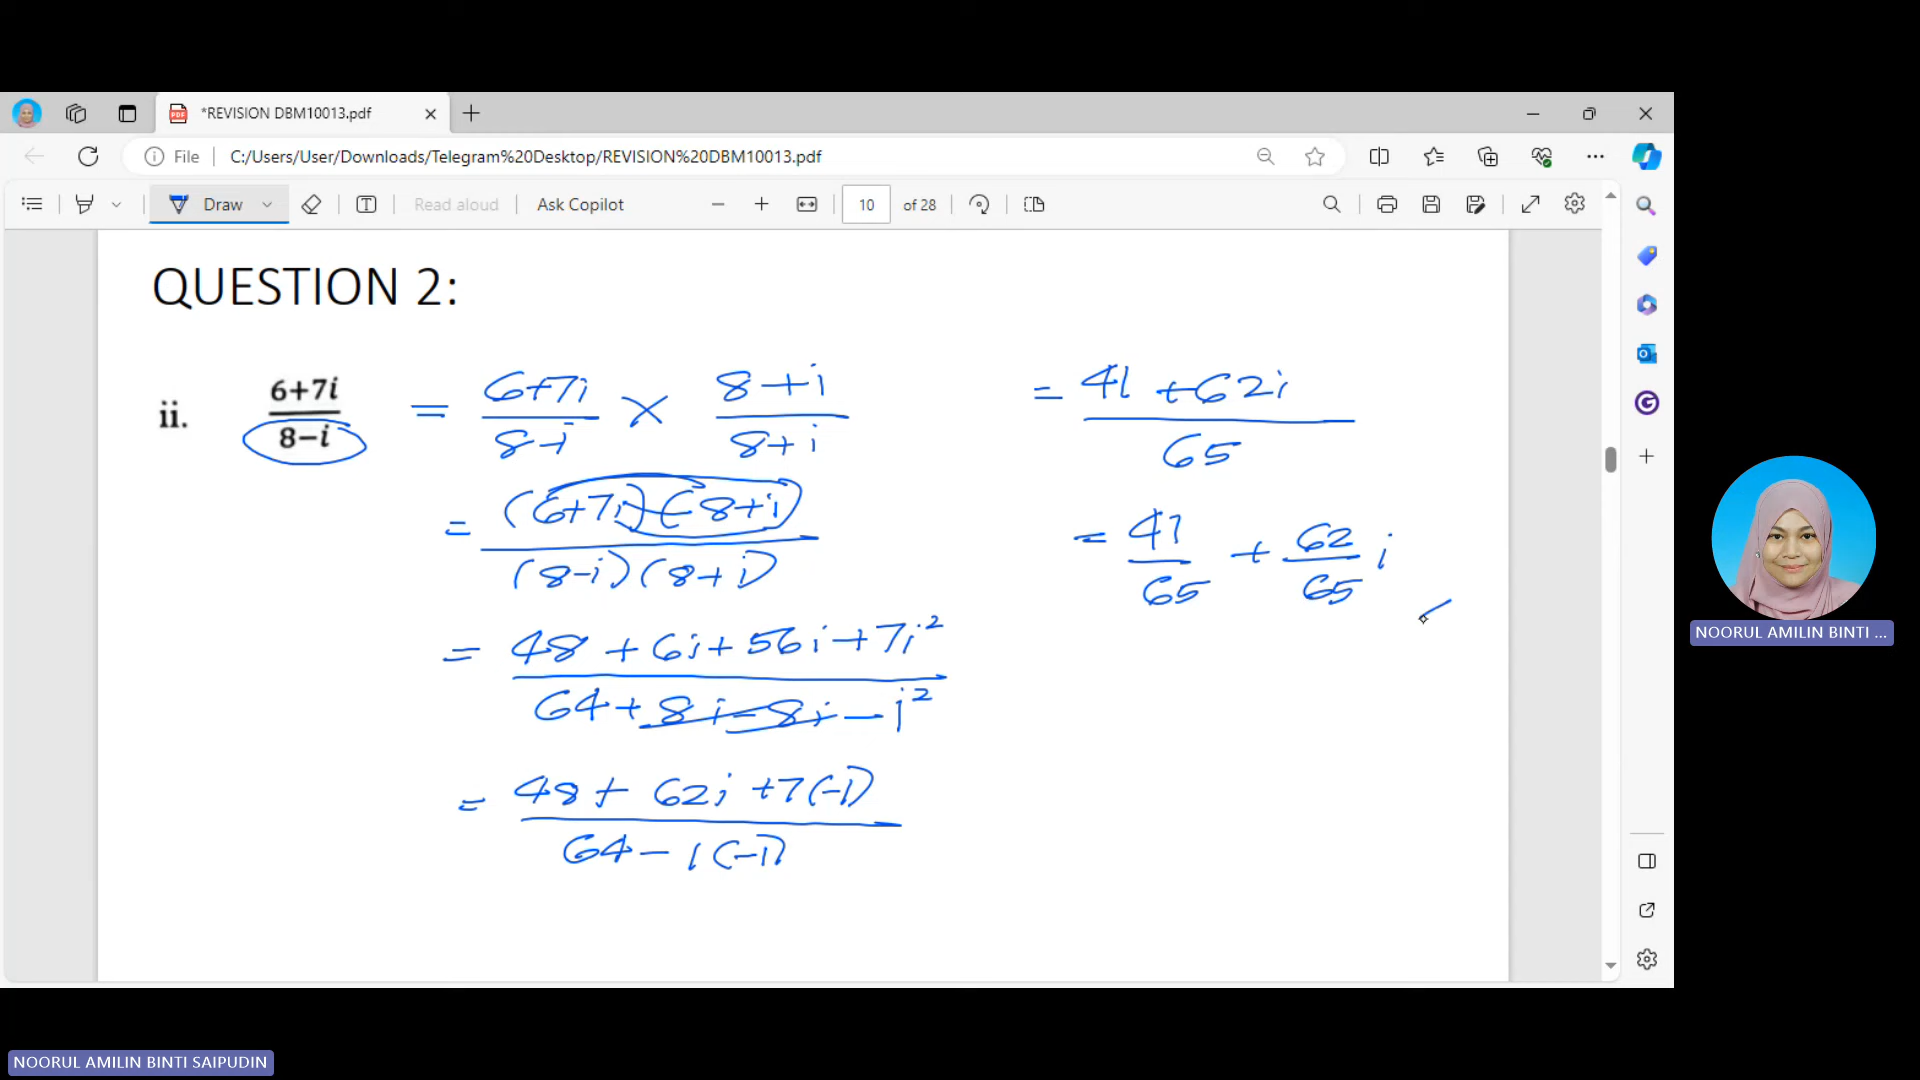 *REVISION DBM10013.pdf
File
C:/Users/User/Downloads/Telegram%20Desktop/REVISION%20DBM10013.pdf
Draw
Read aloud
Ask Copilot
10 of 28
QUESTION 2:
ii. (6+7i)/(8−i) = (6+7i)/(8−i) × (8+i)/(8+i)
= (6+7i)(8+i)/(8−i)(8+i)
= (48 + 6i + 56i + 7i²)/(64 + 8i − 8i − i²)
= (48 + 62i + 7(−1))/(64 − 1(−1))
= (41 + 62i)/65
= 41/65 + 62/65 i
NOORUL AMILIN BINTI ...
NOORUL AMILIN BINTI SAIPUDIN